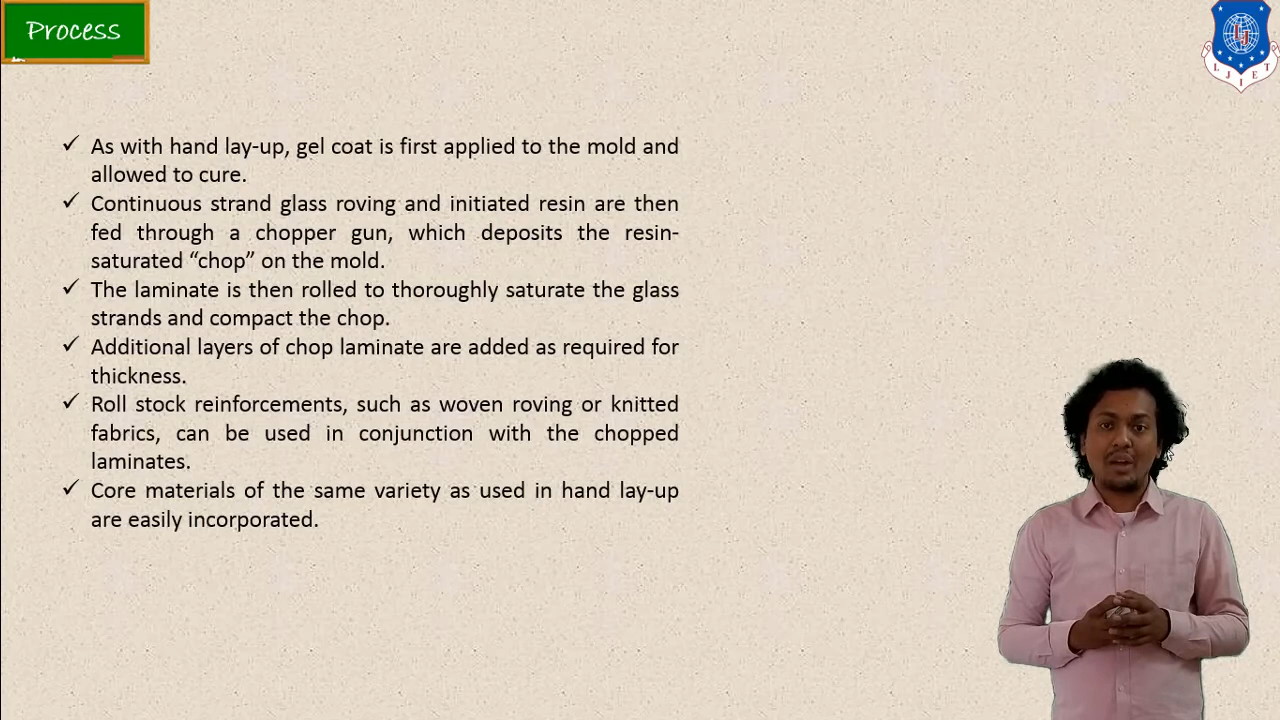 Process
L J I E T
✓ As with hand lay-up, gel coat is first applied to the mold and
allowed to cure.
✓ Continuous strand glass roving and initiated resin are then
fed through a chopper gun, which deposits the resin-
saturated “chop” on the mold.
✓ The laminate is then rolled to thoroughly saturate the glass
strands and compact the chop.
✓ Additional layers of chop laminate are added as required for
thickness.
✓ Roll stock reinforcements, such as woven roving or knitted
fabrics, can be used in conjunction with the chopped
laminates.
✓ Core materials of the same variety as used in hand lay-up
are easily incorporated.